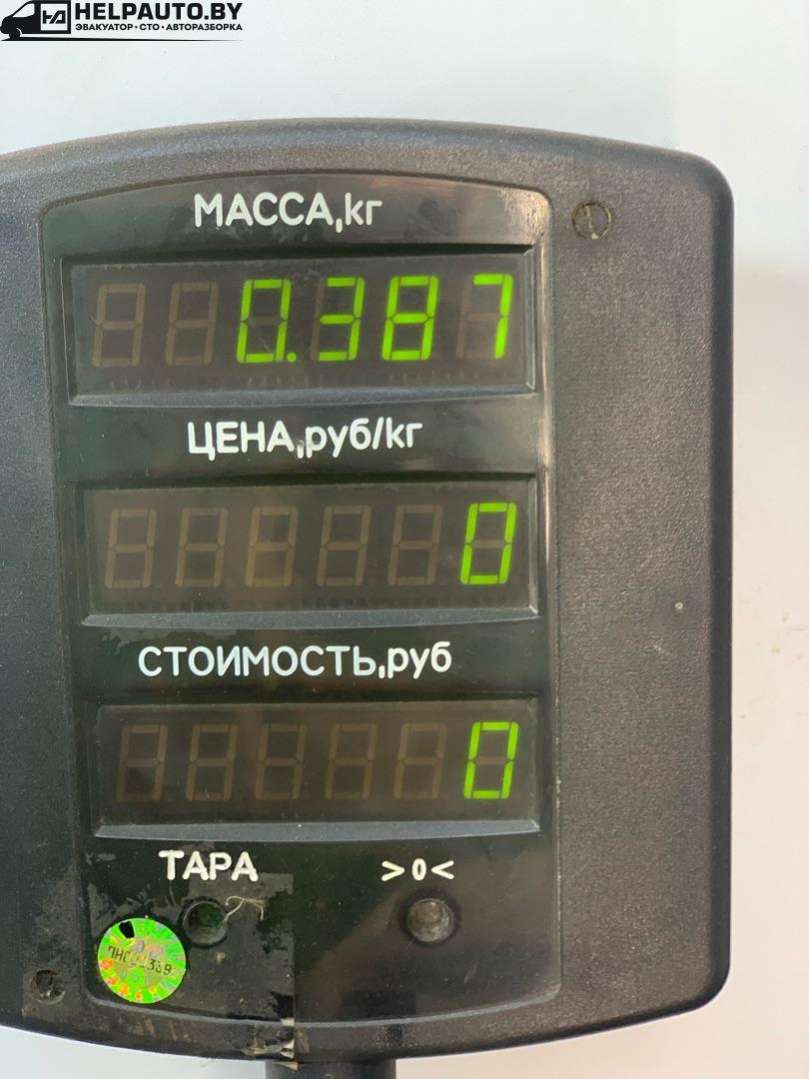 HELPAUTO.BY
ЭВАКУАТОР • СТО • АВТОРАЗБОРКА
МАССА,кг
0.387
ЦЕНА,руб/кг
0
СТОИМОСТЬ,руб
0
ТАРА >0<